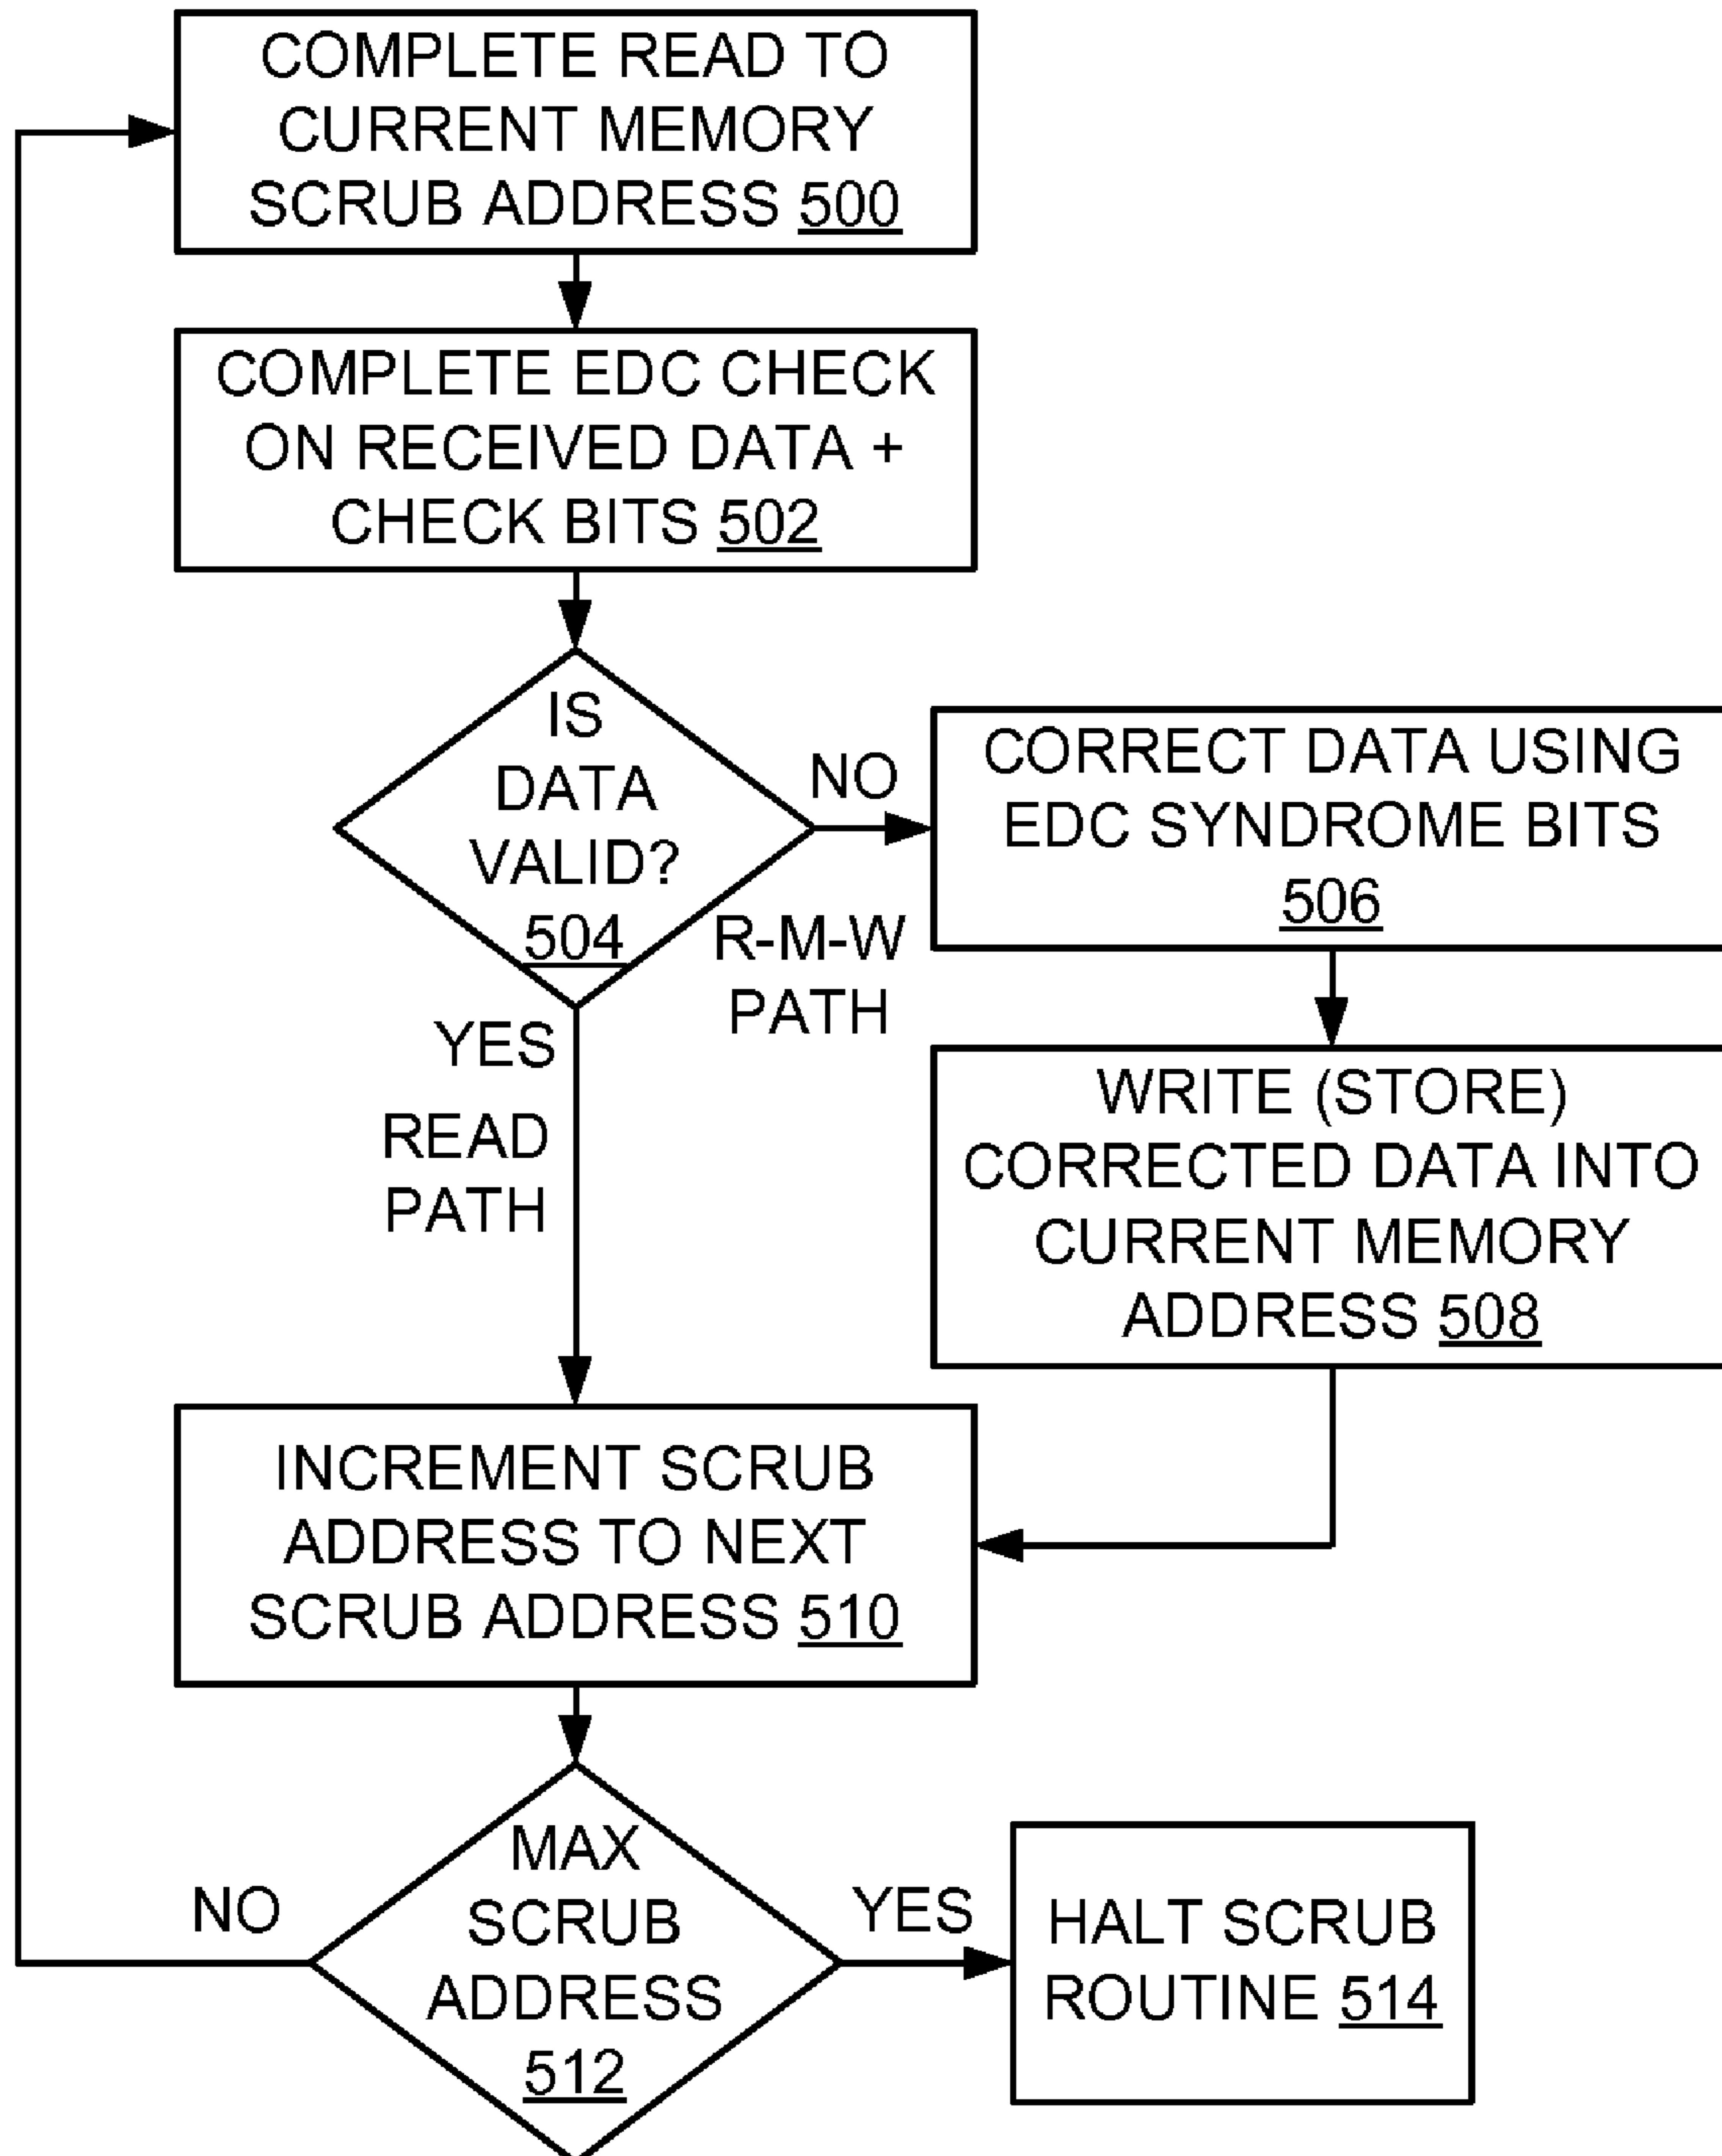 COMPLETE READ TO
CURRENT MEMORY
SCRUB ADDRESS 500
COMPLETE EDC CHECK
ON RECEIVED DATA +
CHECK BITS 502
IS
DATA
VALID?
504
NO
R-M-W
PATH
CORRECT DATA USING
EDC SYNDROME BITS
506
YES
READ
PATH
WRITE (STORE)
CORRECTED DATA INTO
CURRENT MEMORY
ADDRESS 508
INCREMENT SCRUB
ADDRESS TO NEXT
SCRUB ADDRESS 510
MAX
SCRUB
ADDRESS
512
NO
YES
HALT SCRUB
ROUTINE 514